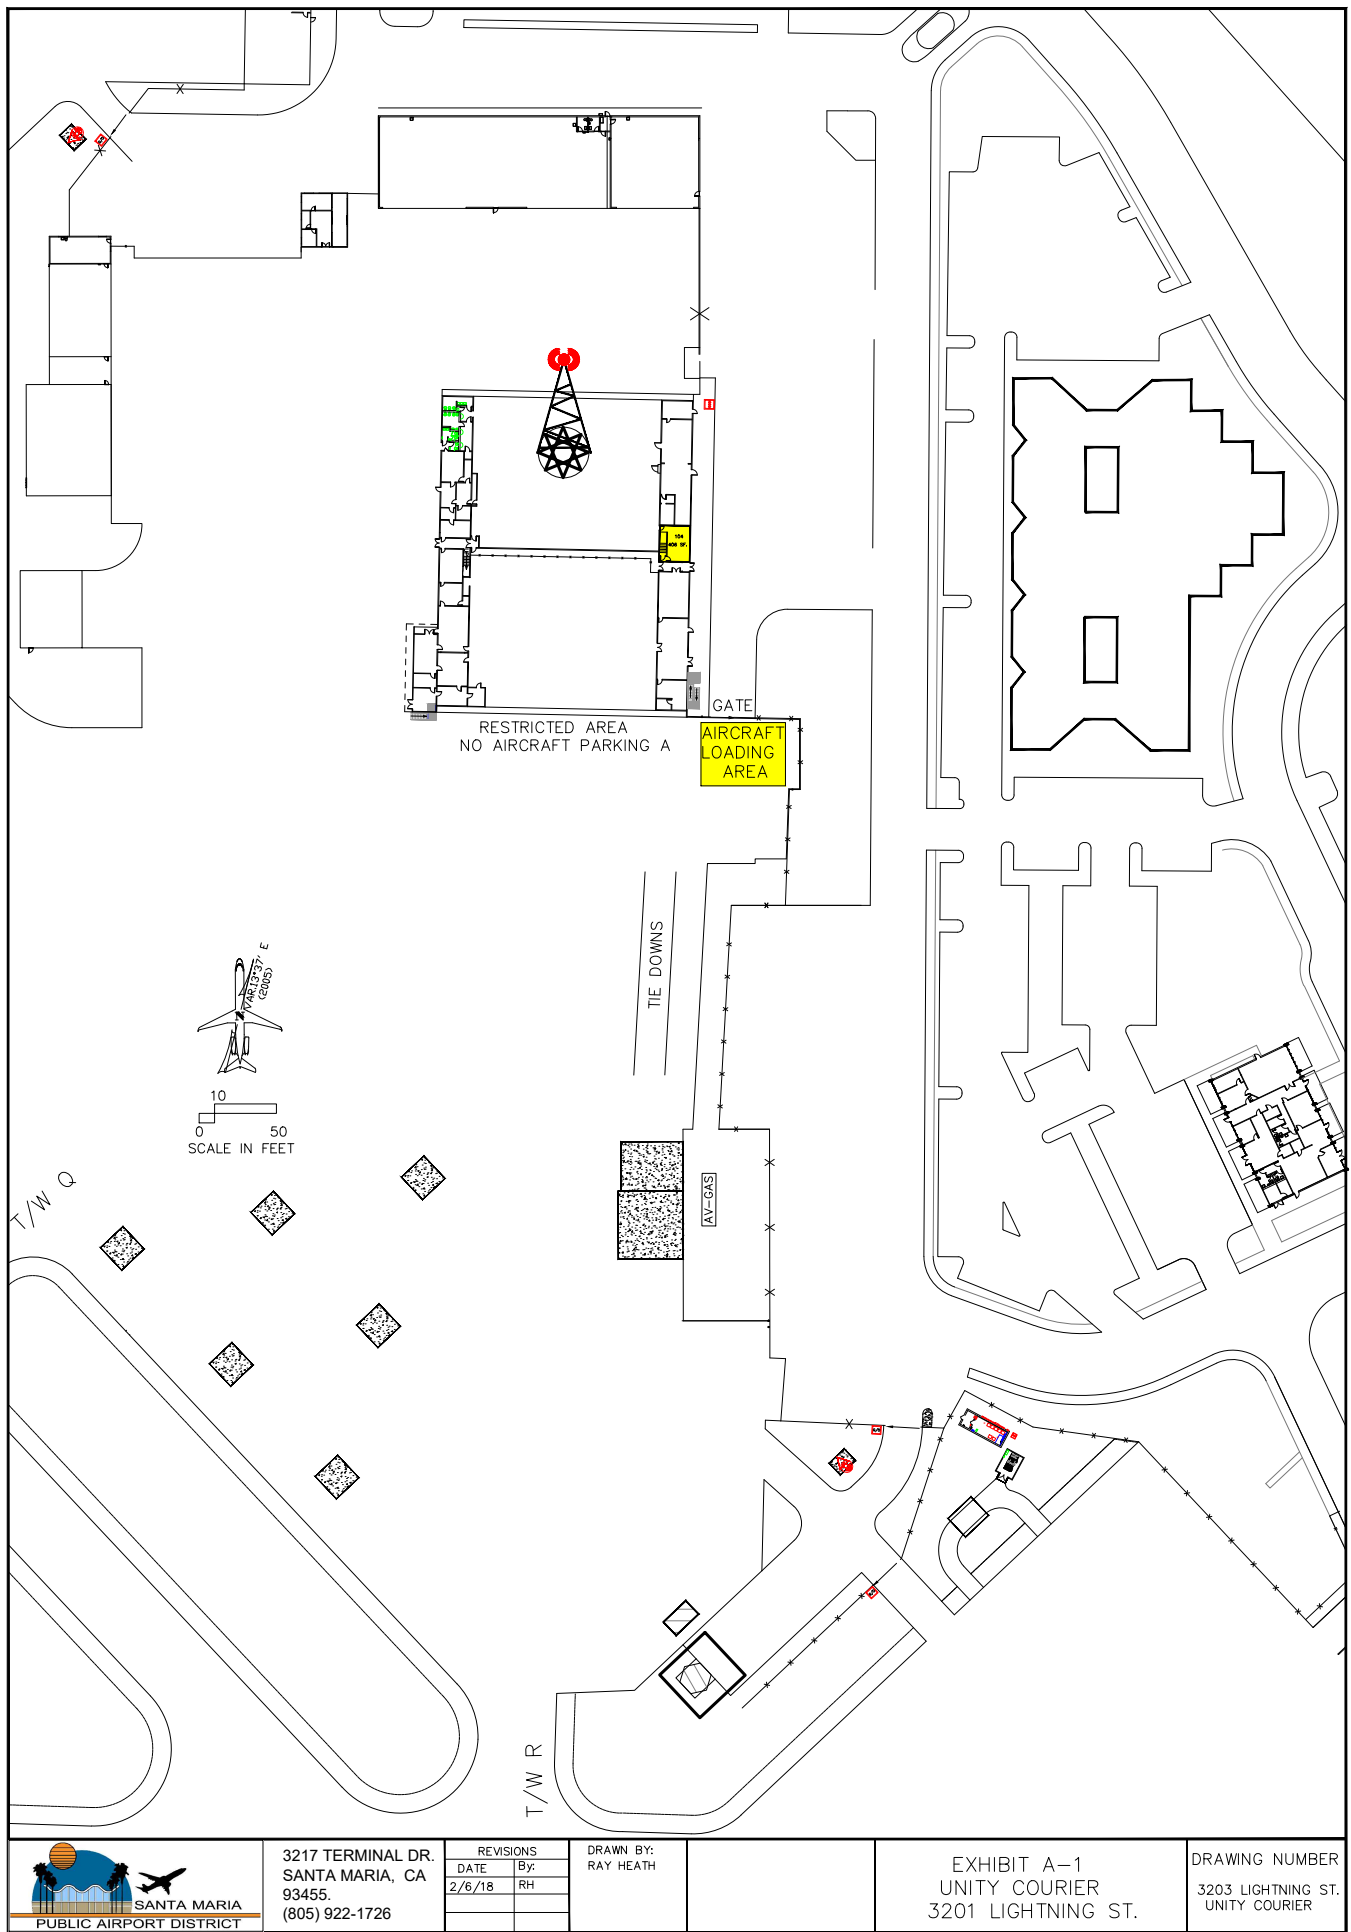 104
406 SF.
GATE
RESTRICTED AREA
NO AIRCRAFT PARKING A
AIRCRAFT
LOADING
AREA
TIE DOWNS
VAR.13°37' E
(2005)
N
10
0
50
SCALE IN FEET
T/W Q
AV-GAS
T/W R
SANTA MARIA
PUBLIC AIRPORT DISTRICT
3217 TERMINAL DR.
SANTA MARIA, CA
93455.
(805) 922-1726
REVISIONS
DATE
By:
2/6/18
RH
DRAWN BY:
RAY HEATH
EXHIBIT A-1
UNITY COURIER
3201 LIGHTNING ST.
DRAWING NUMBER
3203 LIGHTNING ST.
UNITY COURIER